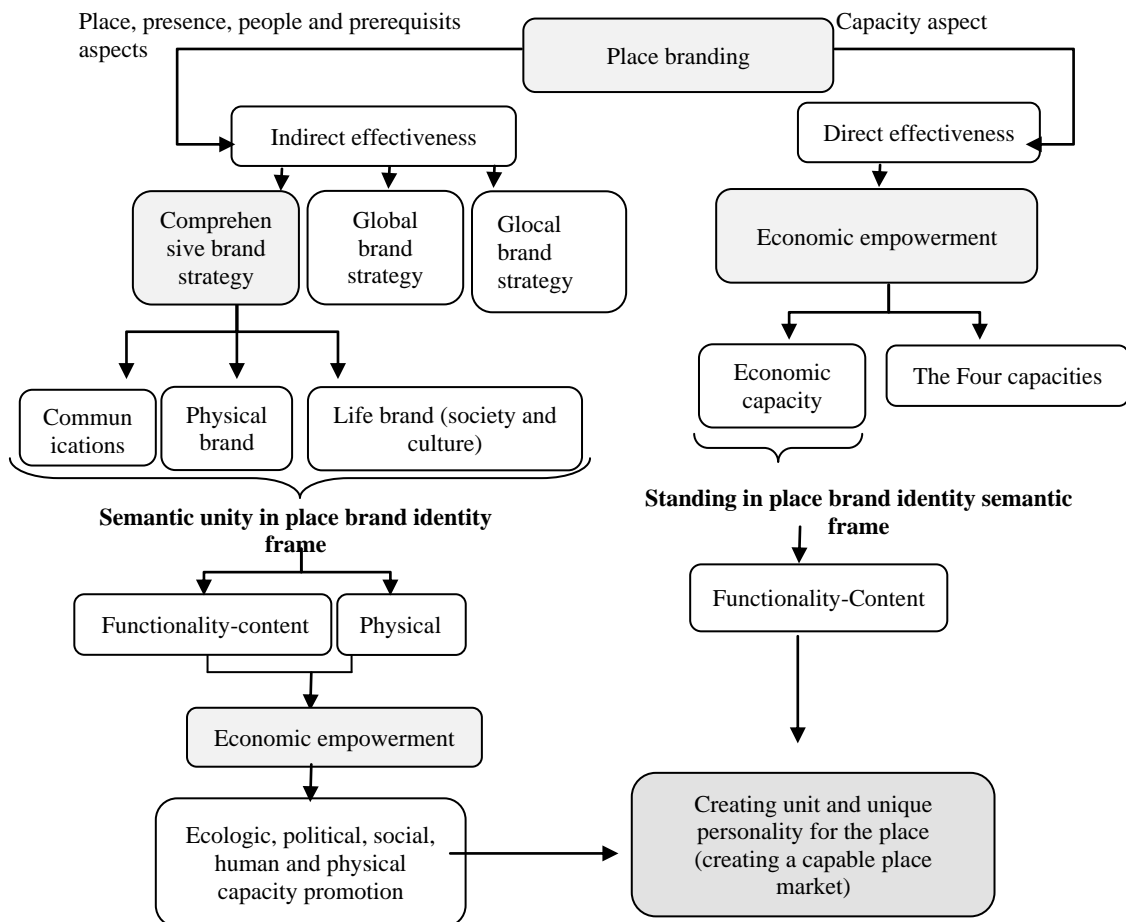 Place, presence, people and prerequisits
aspects
Capacity aspect
Place branding
Indirect effectiveness
Direct effectiveness
Comprehen
sive brand
strategy
Global
brand
strategy
Glocal
brand
strategy
Economic empowerment
Commun
ications
Physical
brand
Life brand (society and
culture)
Economic
capacity
The Four capacities
Semantic unity in place brand identity
frame
Standing in place brand identity semantic
frame
Functionality-content
Physical
Functionality-Content
Economic empowerment
Ecologic, political, social,
human and physical
capacity promotion
Creating unit and unique
personality for the place
(creating a capable place
market)